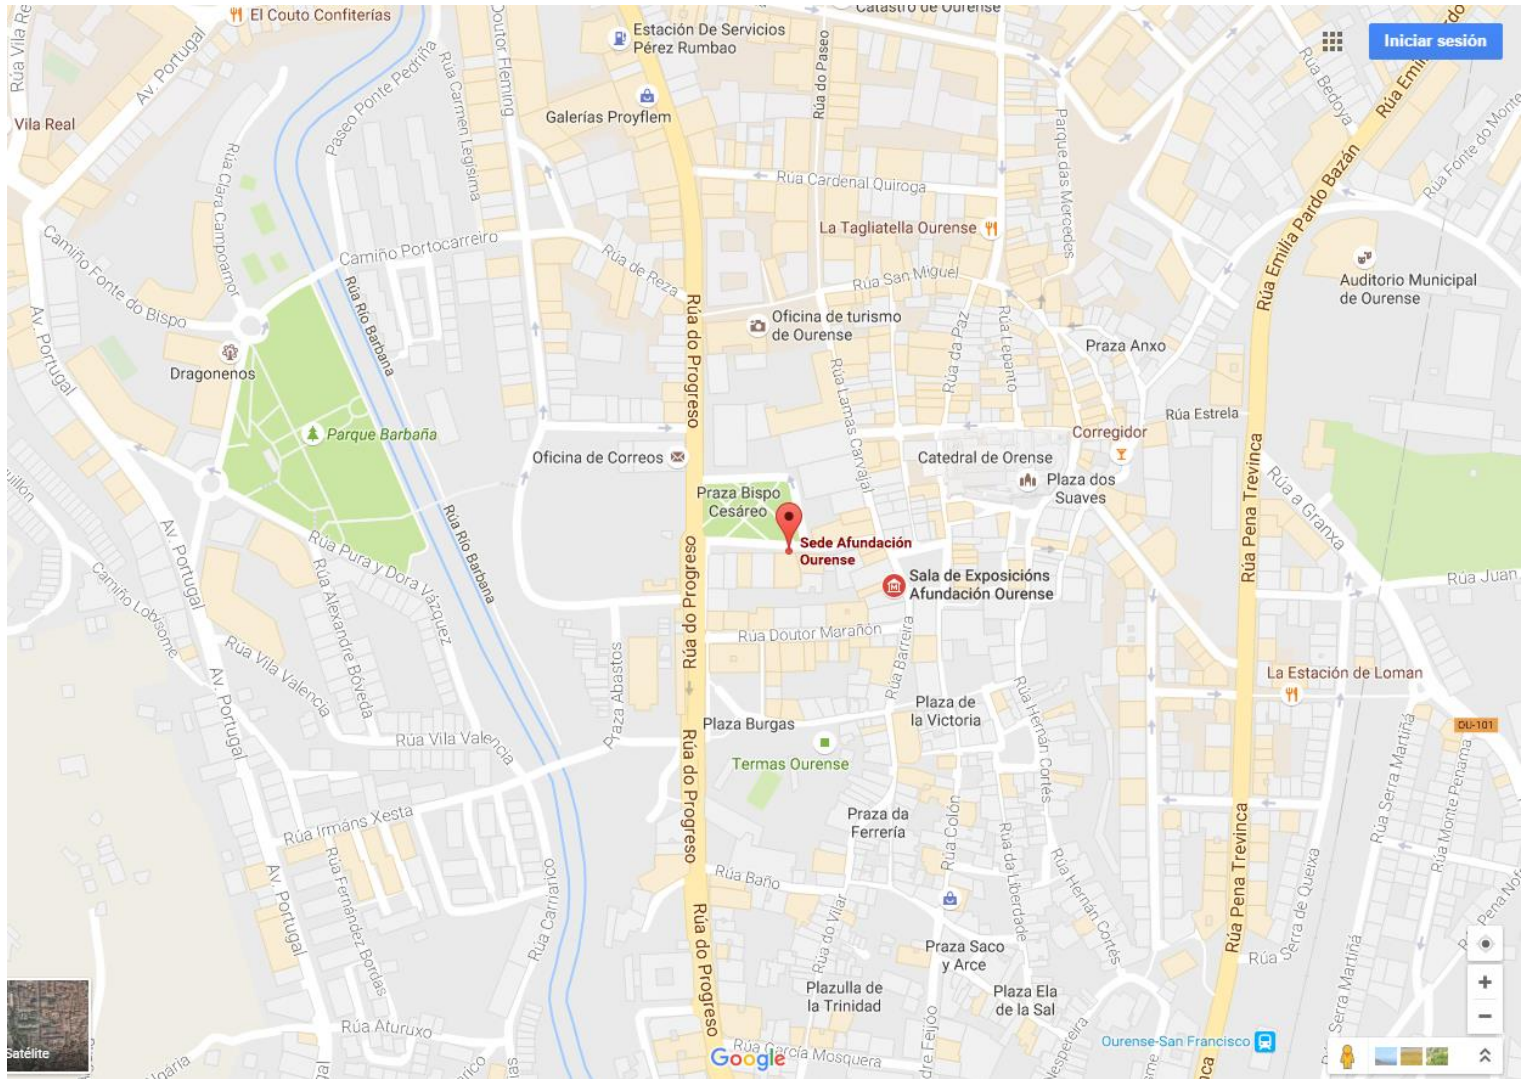 El Couto Confiterías
Estación De Servicios
Pérez Rumbao
Catastro de Ourense
Iniciar sesión
Av. Portugal
Paseo Ponte Pedriña
Rúa Carmen Legísima
Doutor Fleming
Galerías Proyflem
Rúa do Paseo
Parque das Mercedes
Rúa Bedoya
Rúa Emilia Pardo Bazán
Rúa Fonte do Monte
Vila Real
Rúa Clara Campoamor
Rúa Cardenal Quiroga
La Tagliatella Ourense
Camiño Portocarreiro
Rúa de Reza
Rúa San Miguel
Auditorio Municipal
de Ourense
Camiño Fonte do Bispo
Rúa Río Barbana
Rúa do Progreso
Oficina de turismo
de Ourense
Rúa da Paz
Rúa Lepanto
Praza Anxo
Av. Portugal
Dragonenos
Rúa Lamas Carvajal
Rúa Estrela
Parque Barbaña
Corregidor
Oficina de Correos
Catedral de Orense
Plaza dos
Suaves
Rúa Pena Trevinca
Rúa a Granxa
Praza Bispo
Cesáreo
Av. Portugal
Rúa Río Barbana
Rúa Pura y Dora Vázquez
Rúa do Progreso
Sede Afundación
Ourense
Sala de Exposicións
Afundación Ourense
Rúa Juan
Camiño Lobisome
Rúa Alexandre Bóveda
Rúa Doutor Marañón
Rúa Barreira
Rúa Vila Valencia
Av. Portugal
Praza Abastos
La Estación de Loman
Plaza de
la Victoria
Rúa Hernán Cortés
Plaza Burgas
OU-101
Rúa Vila Valencia
Rúa do Progreso
Termas Ourense
Rúa Serra Martiñá
Rúa Monte Penama
Rúa Irmáns Xesta
Praza da
Ferrería
Rúa Colón
Rúa da Liberdade
Rúa Pena Trevinca
Av. Portugal
Rúa Fernández Bordas
Rúa Baño
Rúa Hernán Cortés
Rúa Serra de Queixa
Rúa Carriarico
Rúa do Progreso
Rúa do Vilar
Praza Saco
y Arce
Plazulla de
la Trinidad
Plaza Ela
de la Sal
Serra Martiñá
Satélite
Rúa Aturuxo
Google
Rúa García Mosquera
Ourense-San Francisco